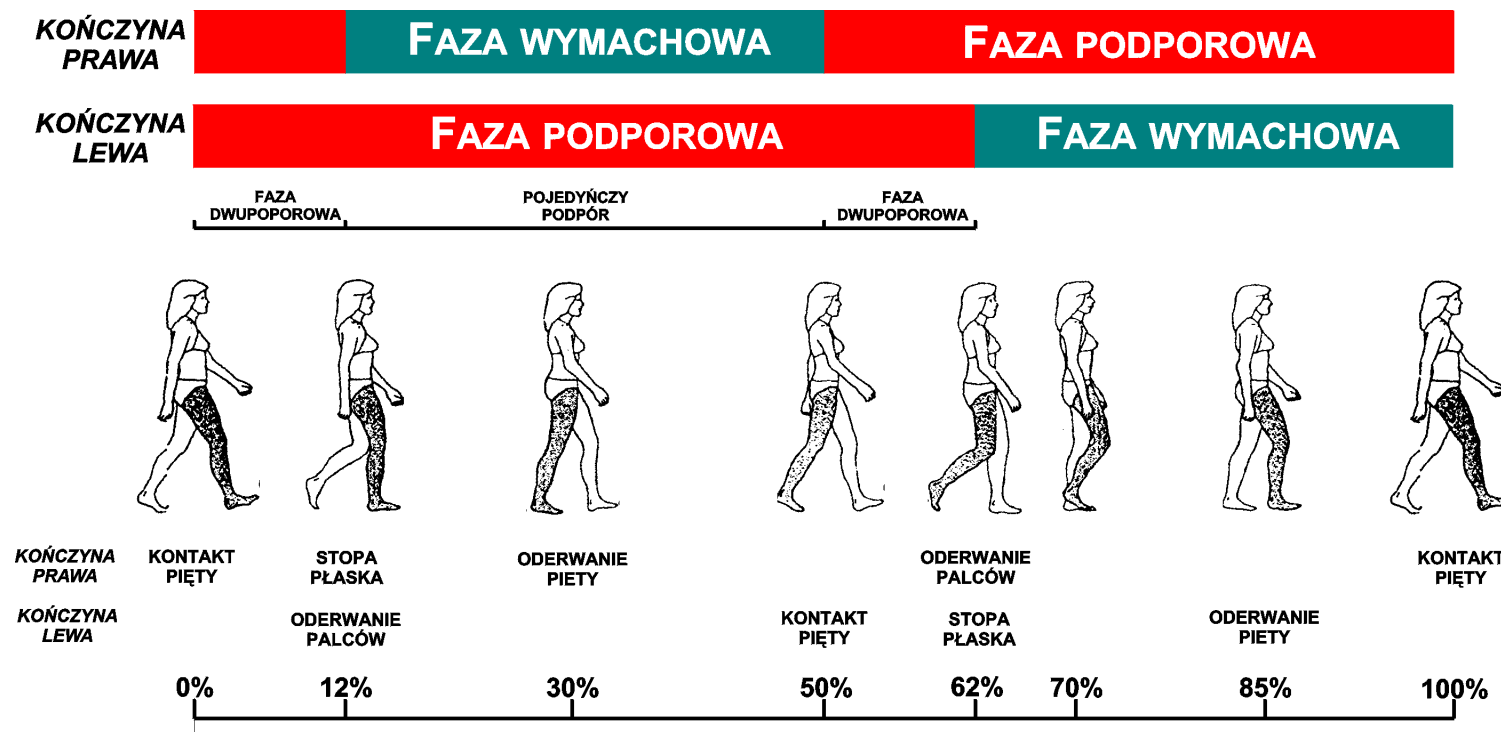 KOŃCZYNA
PRAWA
FAZA WYMACHOWA
FAZA PODPOROWA
KOŃCZYNA
LEWA
FAZA PODPOROWA
FAZA WYMACHOWA
FAZA
DWUPOPOROWA
POJEDYŃCZY
PODPÓR
FAZA
DWUPOPOROWA
KOŃCZYNA
PRAWA
KONTAKT
PIĘTY
STOPA
PŁASKA
ODERWANIE
PIETY
ODERWANIE
PALCÓW
KONTAKT
PIĘTY
KOŃCZYNA
LEWA
ODERWANIE
PALCÓW
KONTAKT
PIĘTY
STOPA
PŁASKA
ODERWANIE
PIETY
0% 12% 30% 50% 62% 70% 85% 100%